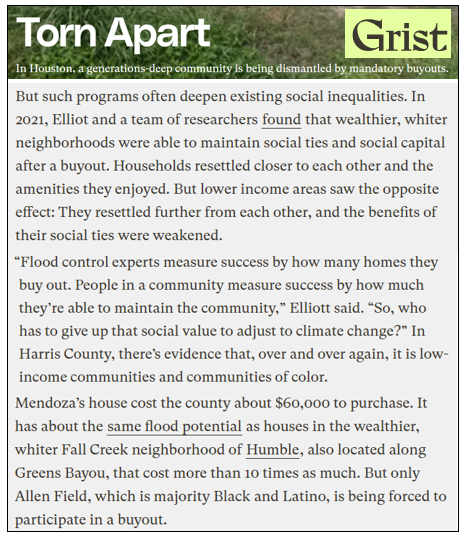 Torn Apart
Grist
In Houston, a generations-deep community is being dismantled by mandatory buyouts.
But such programs often deepen existing social inequalities. In
2021, Elliot and a team of researchers found that wealthier, whiter
neighborhoods were able to maintain social ties and social capital
after a buyout. Households resettled closer to each other and the
amenities they enjoyed. But lower income areas saw the opposite
effect: They resettled further from each other, and the benefits of
their social ties were weakened.
“Flood control experts measure success by how many homes they
buy out. People in a community measure success by how much
they’re able to maintain the community,” Elliott said. “So, who
has to give up that social value to adjust to climate change?” In
Harris County, there’s evidence that, over and over again, it is low-
income communities and communities of color.
Mendoza’s house cost the county about $60,000 to purchase. It
has about the same flood potential as houses in the wealthier,
whiter Fall Creek neighborhood of Humble, also located along
Greens Bayou, that cost more than 10 times as much. But only
Allen Field, which is majority Black and Latino, is being forced to
participate in a buyout.